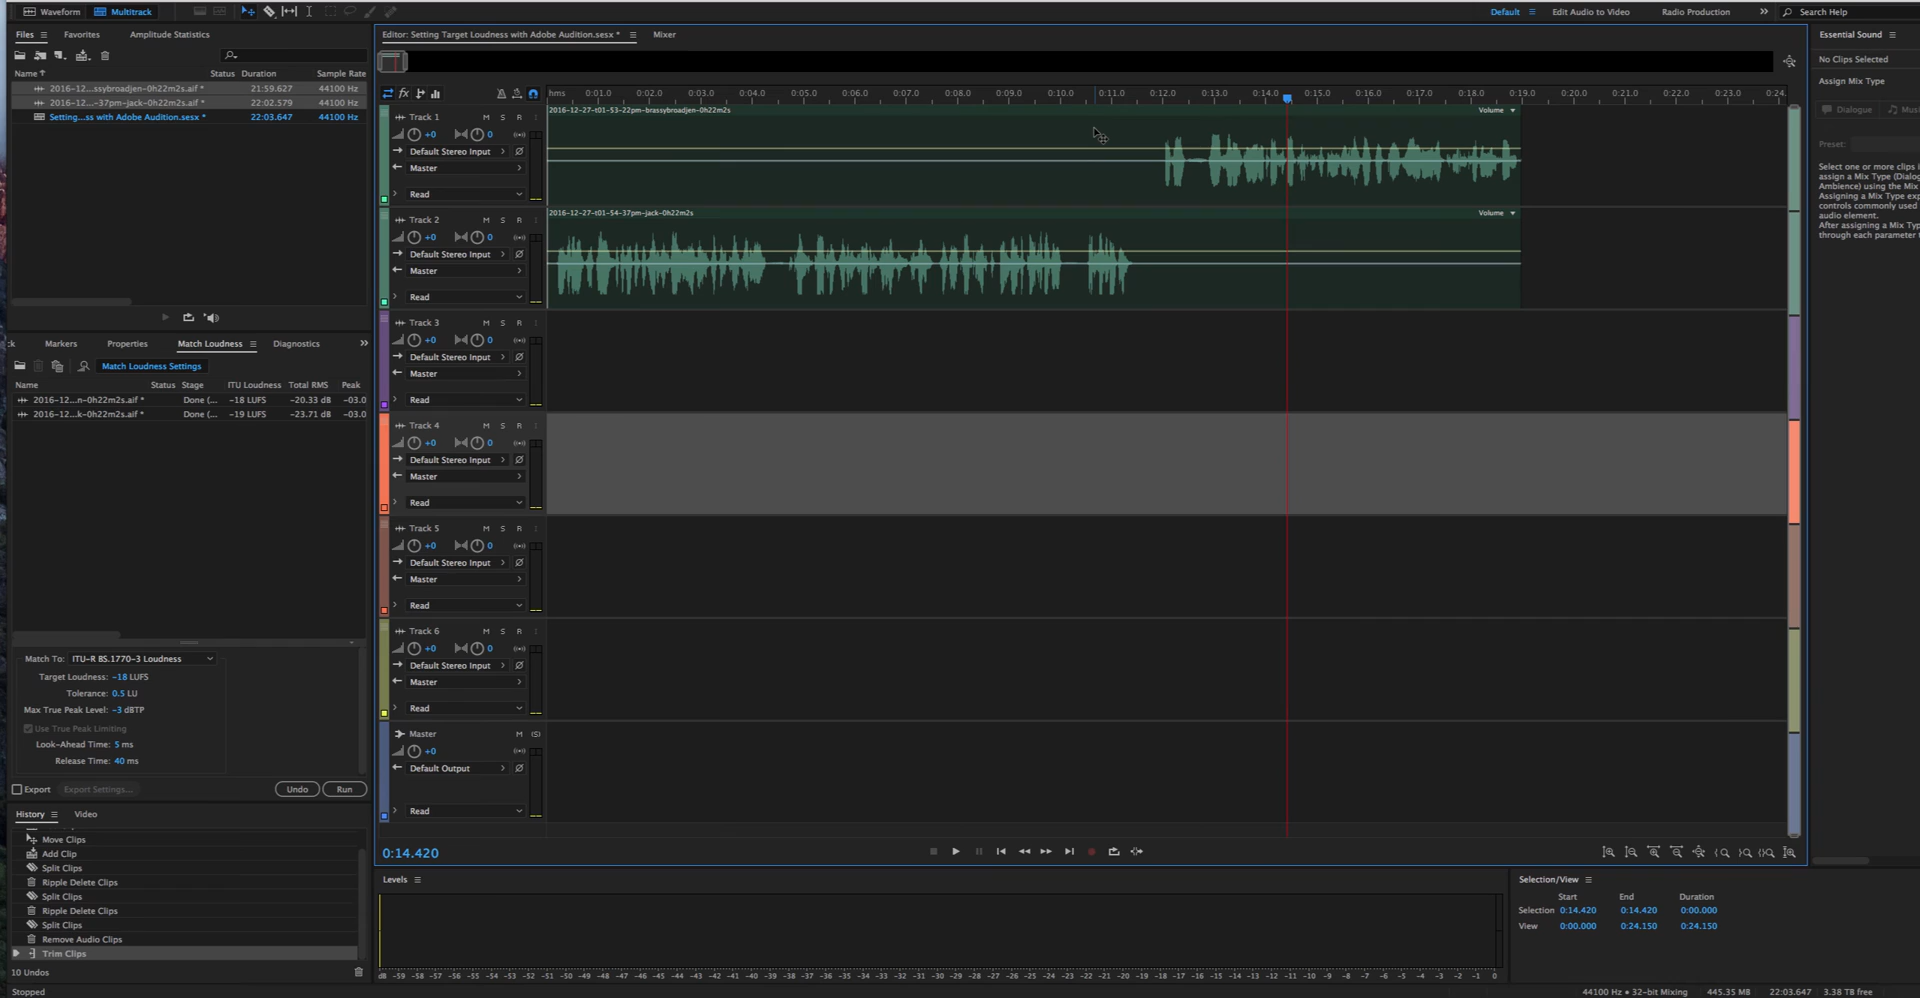 Waveform Multitrack Default Edit Audio to Video Radio Production Search Help
Files Favorites Amplitude Statistics
Name Status Duration Sample Rate
2016-12...ssybroadjen-0h22m2s.aif * 21:59.627 44100 Hz
2016-12...-37pm-jack-0h22m2s.aif * 22:02.579 44100 Hz
Setting...ss with Adobe Audition.sesx * 22:03.647 44100 Hz
ck Markers Properties Match Loudness Diagnostics
Match Loudness Settings
Name Status Stage ITU Loudness Total RMS Peak
2016-12...n-0h22m2s.aif * Done (... -18 LUFS -20.33 dB -03.0
2016-12...k-0h22m2s.aif * Done (... -19 LUFS -23.71 dB -03.0
Match To: ITU-R BS.1770-3 Loudness
Target Loudness: -18 LUFS
Tolerance: 0.5 LU
Max True Peak Level: -3 dBTP
Use True Peak Limiting
Look-Ahead Time: 5 ms
Release Time: 40 ms
Export Export Settings... Undo Run
History Video
Move Clips
Add Clip
Split Clips
Ripple Delete Clips
Split Clips
Ripple Delete Clips
Split Clips
Remove Audio Clips
Trim Clips
10 Undos
Stopped
Editor: Setting Target Loudness with Adobe Audition.sesx * Mixer
fx
hms 0:01.0 0:02.0 0:03.0 0:04.0 0:05.0 0:06.0 0:07.0 0:08.0 0:09.0 0:10.0 0:11.0 0:12.0 0:13.0 0:14.0 0:15.0 0:16.0 0:17.0 0:18.0 0:19.0 0:20.0 0:21.0 0:22.0 0:23.0 0:24.
2016-12-27-t01-53-22pm-brassybroadjen-0h22m2s Volume
Track 1 M S R I
+0 0
Default Stereo Input
Master
Read
2016-12-27-t01-54-37pm-jack-0h22m2s Volume
Track 2 M S R I
+0 0
Default Stereo Input
Master
Read
Track 3 M S R I
+0 0
Default Stereo Input
Master
Read
Track 4 M S R I
+0 0
Default Stereo Input
Master
Read
Track 5 M S R I
+0 0
Default Stereo Input
Master
Read
Track 6 M S R I
+0 0
Default Stereo Input
Master
Read
Master M (S)
+0
Default Output
Read
0:14.420
Levels
dB -59 -58 -57 -56 -55 -54 -53 -52 -51 -50 -49 -48 -47 -46 -45 -44 -43 -42 -41 -40 -39 -38 -37 -36 -35 -34 -33 -32 -31 -30 -29 -28 -27 -26 -25 -24 -23 -22 -21 -20 -19 -18 -17 -16 -15 -14 -13 -12 -11 -10 -9 -8 -7 -6 -5 -4 -3 -2 -1 0
Selection/View
Start End Duration
Selection 0:14.420 0:14.420 0:00.000
View 0:00.000 0:24.150 0:24.150
44100 Hz • 32-bit Mixing 445.35 MB 22:03.647 3.38 TB free
Essential Sound
No Clips Selected
Assign Mix Type
Dialogue Musi
Preset:
Select one or more clips i
assign a Mix Type (Dialog
Ambience) using the Mix
Assigning a Mix Type exp
controls commonly used
audio element.
After assigning a Mix Typ
through each parameter t